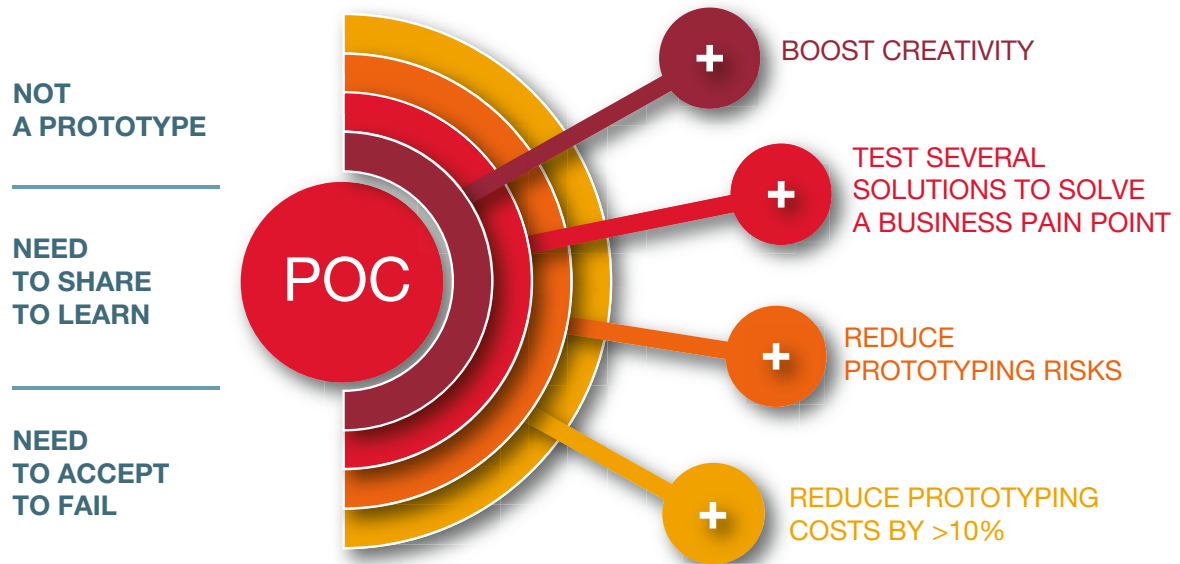 NOT
A PROTOTYPE
NEED
TO SHARE
TO LEARN
NEED
TO ACCEPT
TO FAIL
POC
+
BOOST CREATIVITY
+
TEST SEVERAL
SOLUTIONS TO SOLVE
A BUSINESS PAIN POINT
+
REDUCE
PROTOTYPING RISKS
+
REDUCE PROTOTYPING
COSTS BY >10%